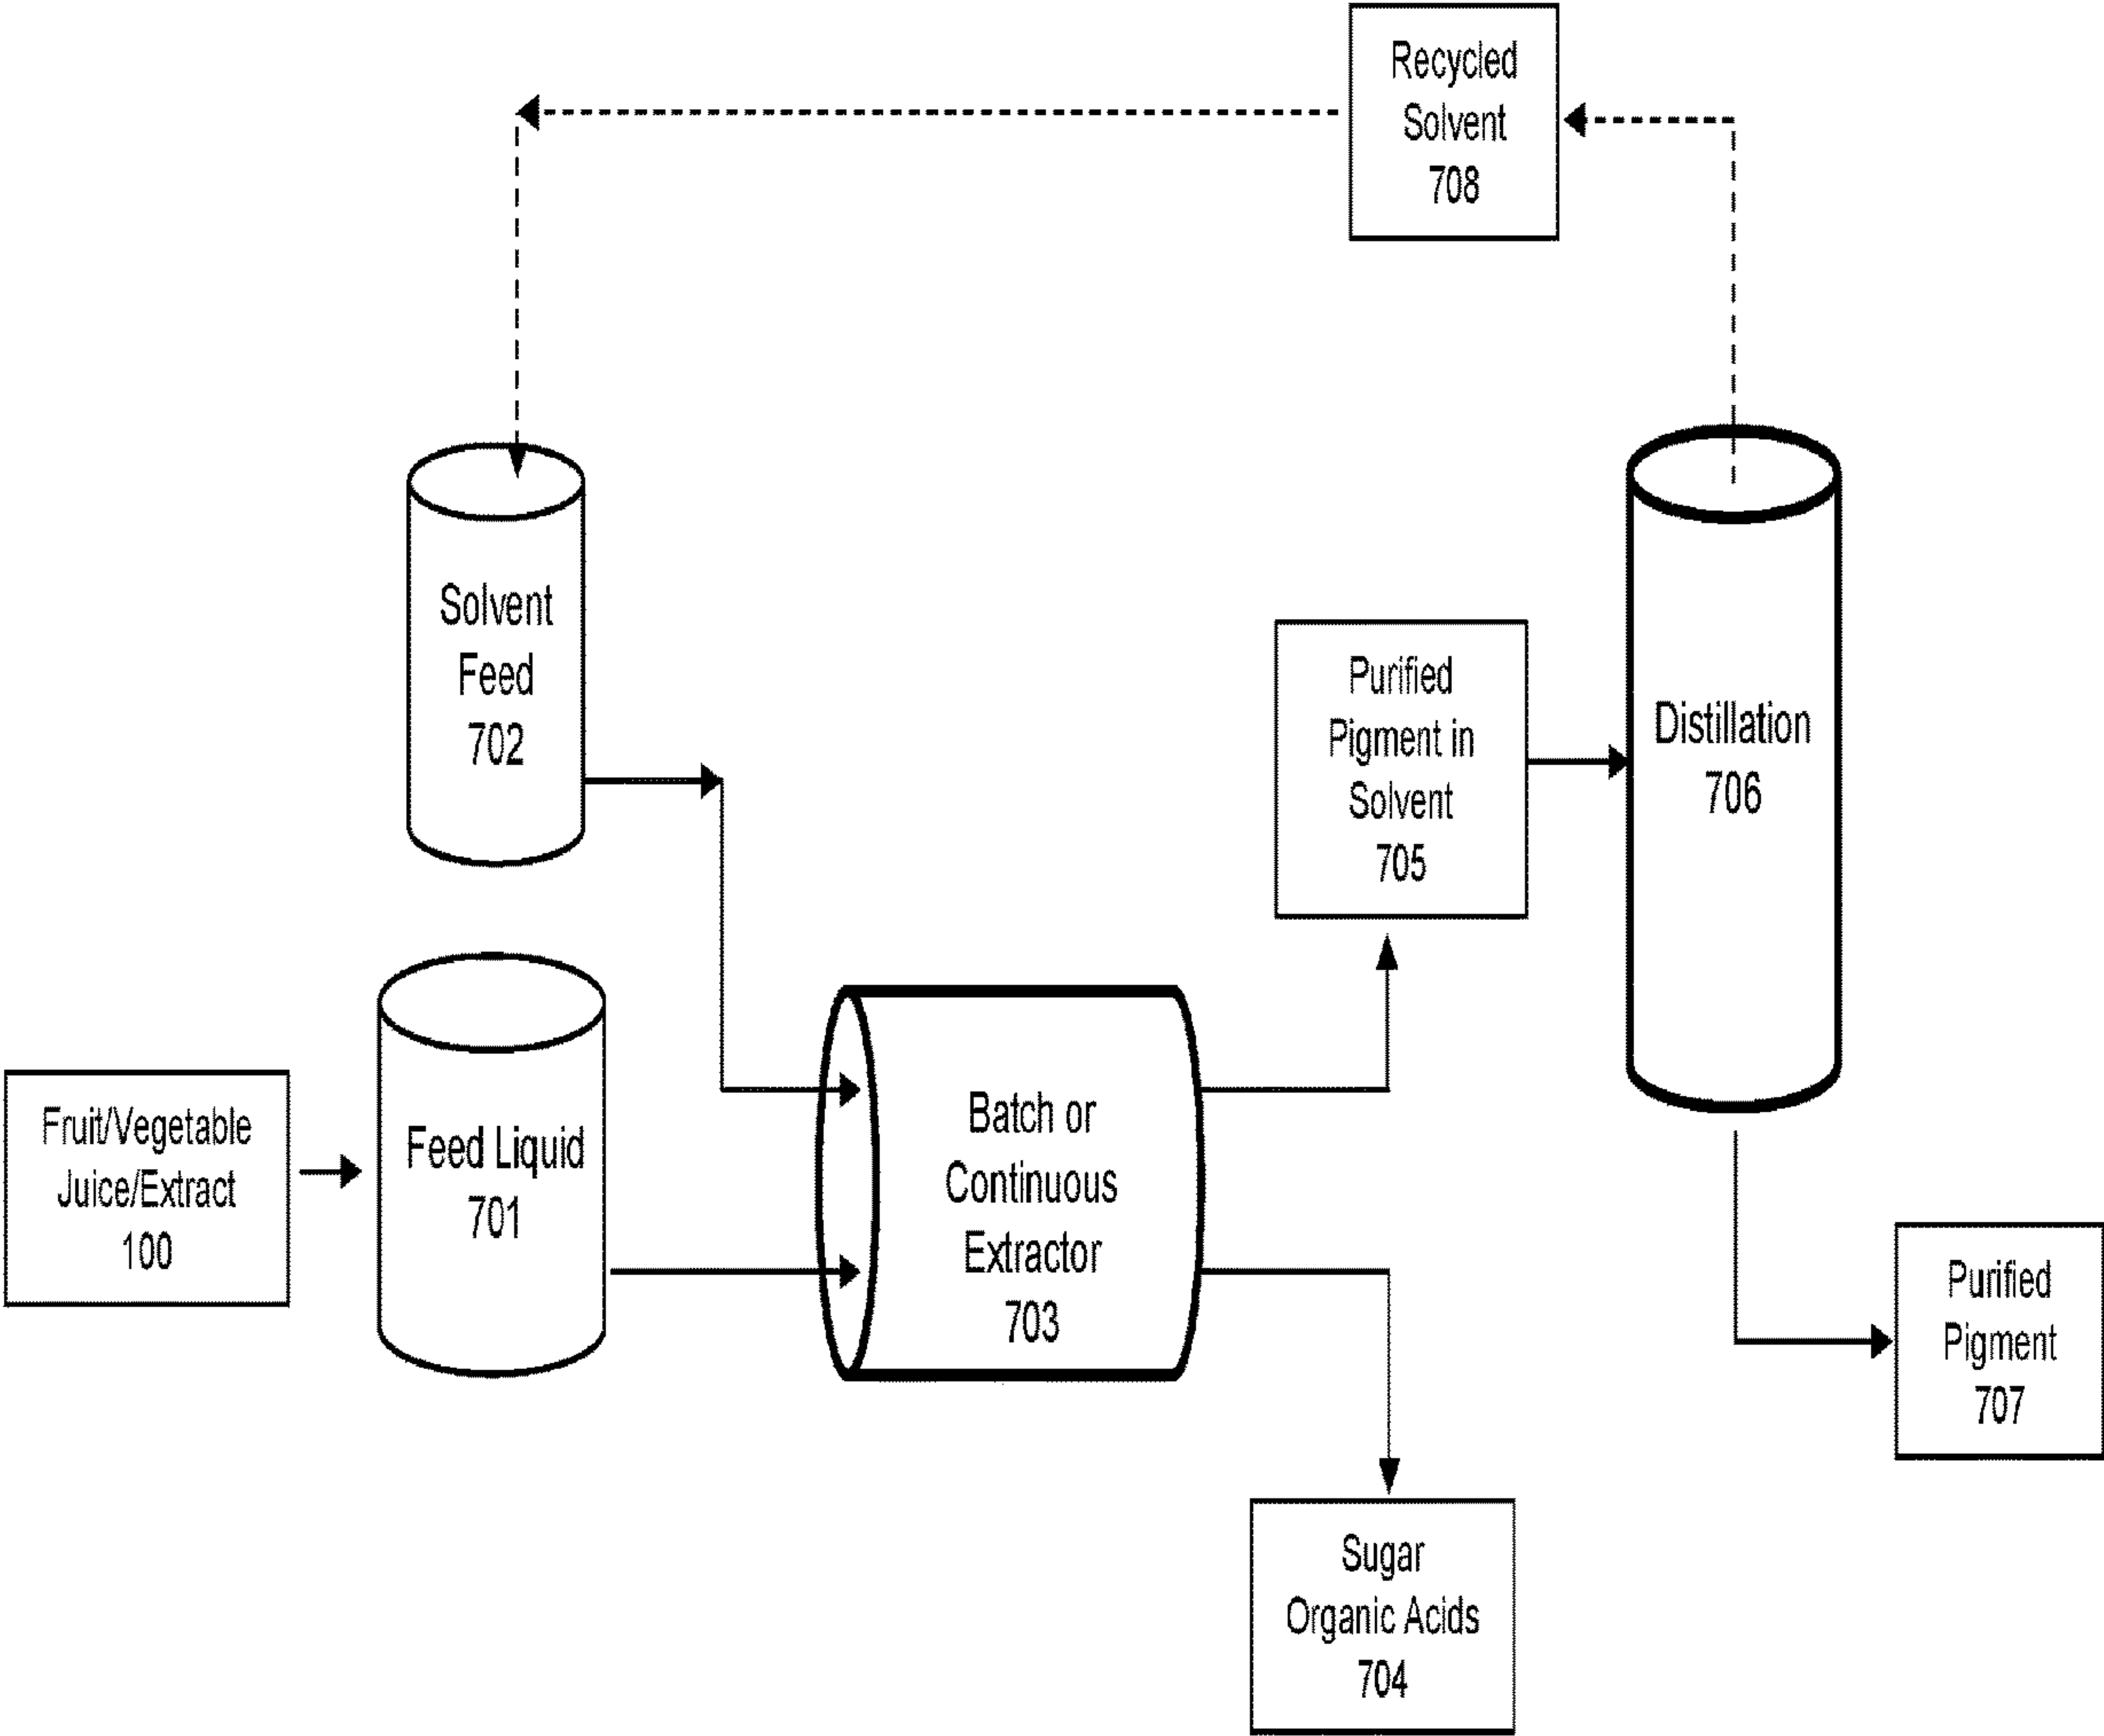 Recycled
Solvent
708
Solvent
Feed
702
Purified
Pigment in
Solvent
705
Distillation
706
Fruit/Vegetable
Juice/Extract
100
Feed Liquid
701
Batch or
Continuous
Extractor
703
Purified
Pigment
707
Sugar
Organic Acids
704